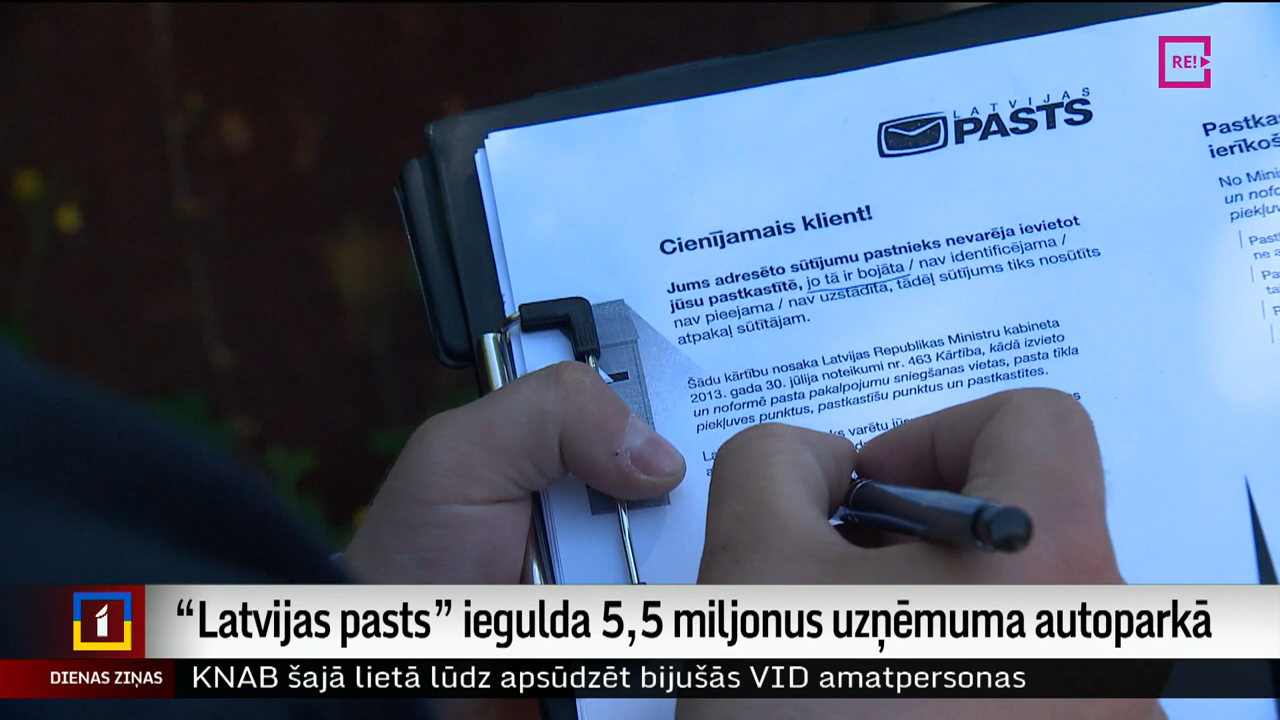 RE!
LATVIJAS
PASTS
Cienījamais klient!
Jums adresēto sūtījumu pastnieks nevarēja ievietot
jūsu pastkastītē, jo tā ir bojāta / nav identificējama /
nav pieejama / nav uzstādīta, tādēļ sūtījums tiks nosūtīts
atpakaļ sūtītājam.
Šādu kārtību nosaka Latvijas Republikas Ministru kabineta
2013. gada 30. jūlija noteikumi nr. 463 Kārtība, kādā izvieto
un noformē pasta pakalpojumu sniegšanas vietas, pasta tīkla
piekļuves punktus, pastkastīšu punktus un pastkastītes.
varētu
No Mini
un nofo
piekļuv
1
“Latvijas pasts” iegulda 5,5 miljonus uzņēmuma autoparkā
DIENAS ZIŅAS
KNAB šajā lietā lūdz apsūdzēt bijušās VID amatpersonas